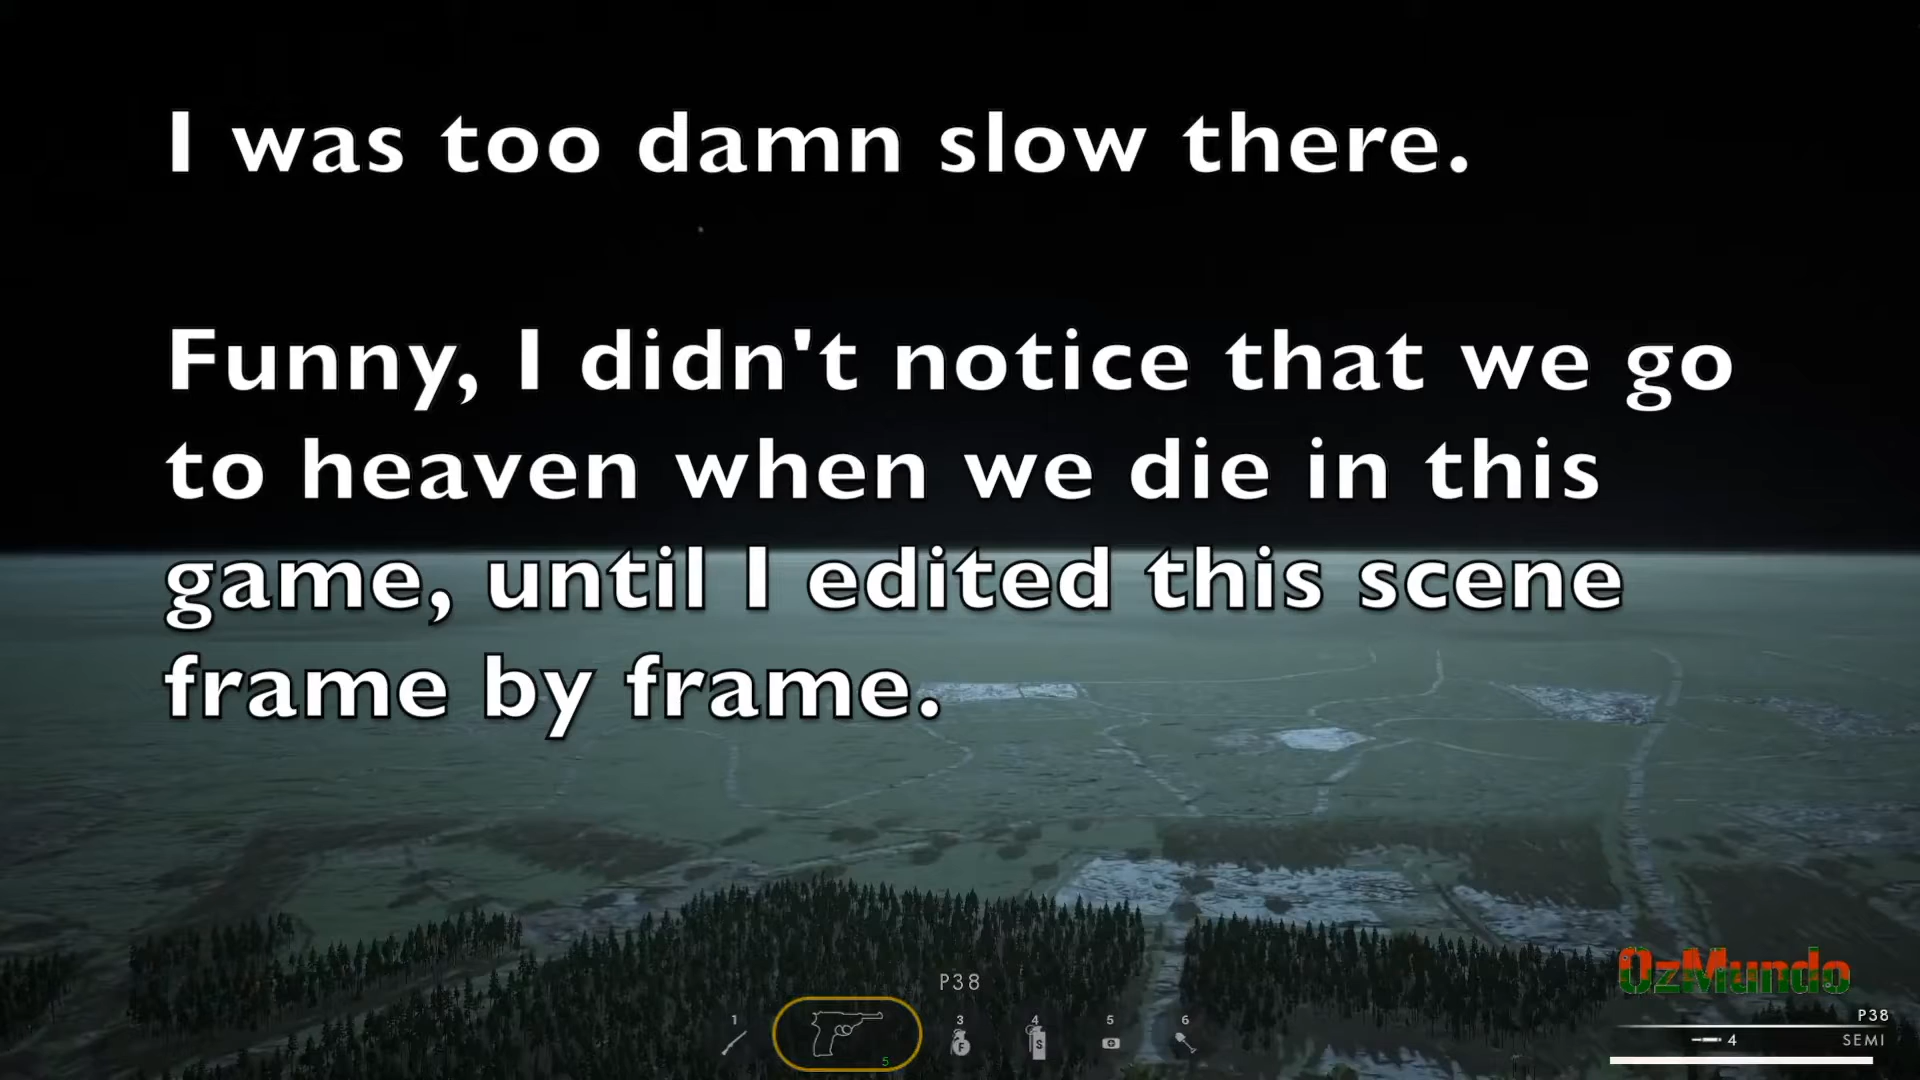 I was too damn slow there.
Funny, I didn't notice that we go
to heaven when we die in this
game, until I edited this scene
frame by frame.
OzMundo
P38
1
3
4
5
6
F
S
5
P38
4
SEMI